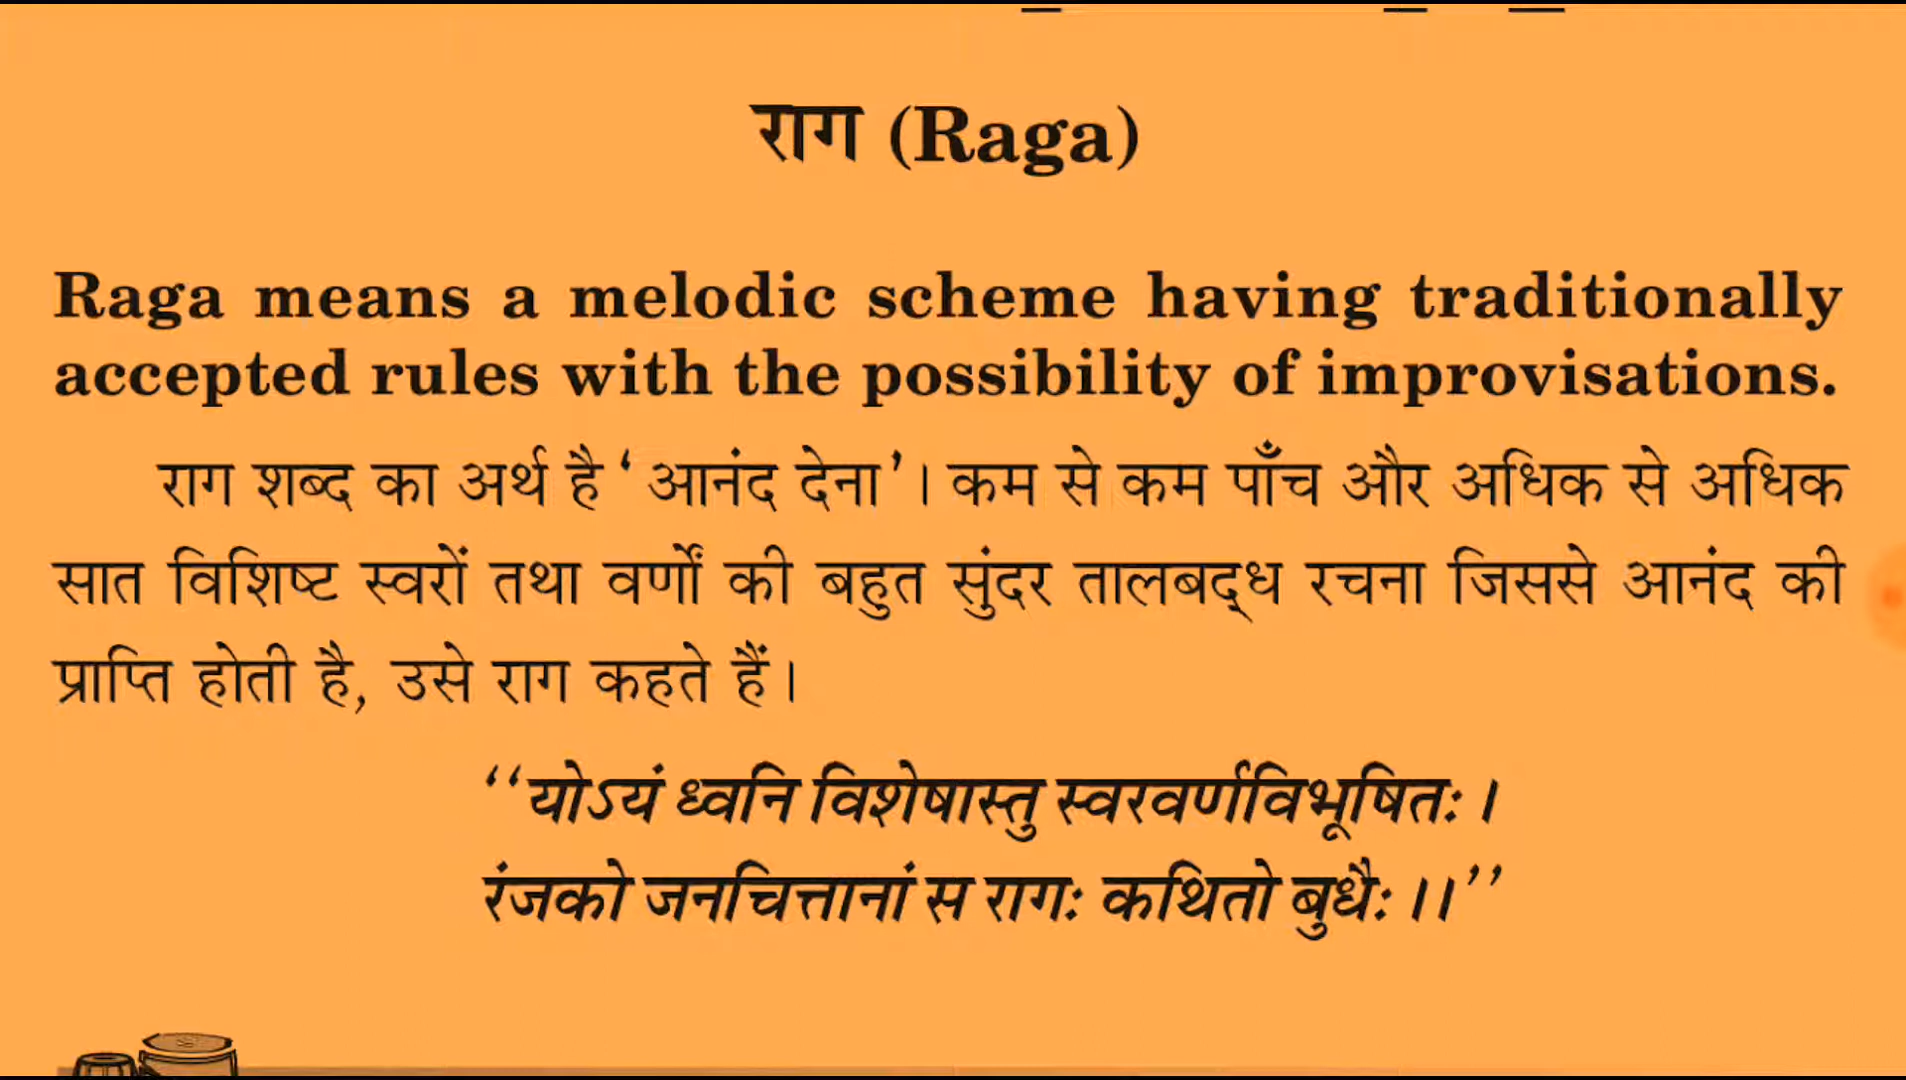 राग (Raga)
Raga means a melodic scheme having traditionally
accepted rules with the possibility of improvisations.
राग शब्द का अर्थ है ‘आनंद देना’। कम से कम पाँच और अधिक से अधिक
सात विशिष्ट स्वरों तथा वर्णों की बहुत सुंदर तालबद्ध रचना जिससे आनंद की
प्राप्ति होती है, उसे राग कहते हैं।
‘‘योऽयं ध्वनि विशेषास्तु स्वरवर्णविभूषितः।
रंजको जनचित्तानां स रागः कथितो बुधैः।।’’